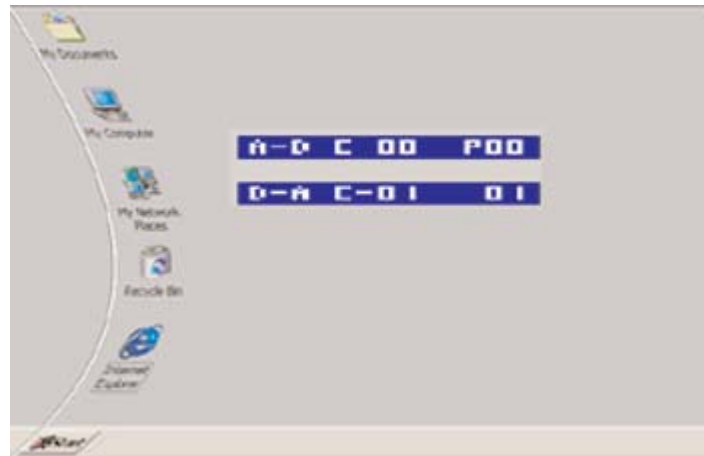 My Documents
My Computer
A-D C 00 P00
D-A C-01 01
My Network
Places
Recycle Bin
Internet
Explorer
Start